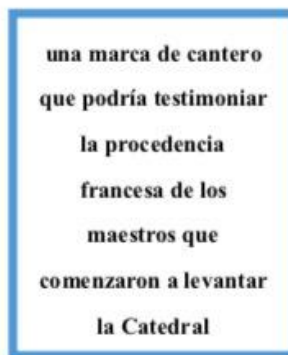 una marca de cantero
que podría testimoniar
la procedencia
francesa de los
maestros que
comenzaron a levantar
la Catedral